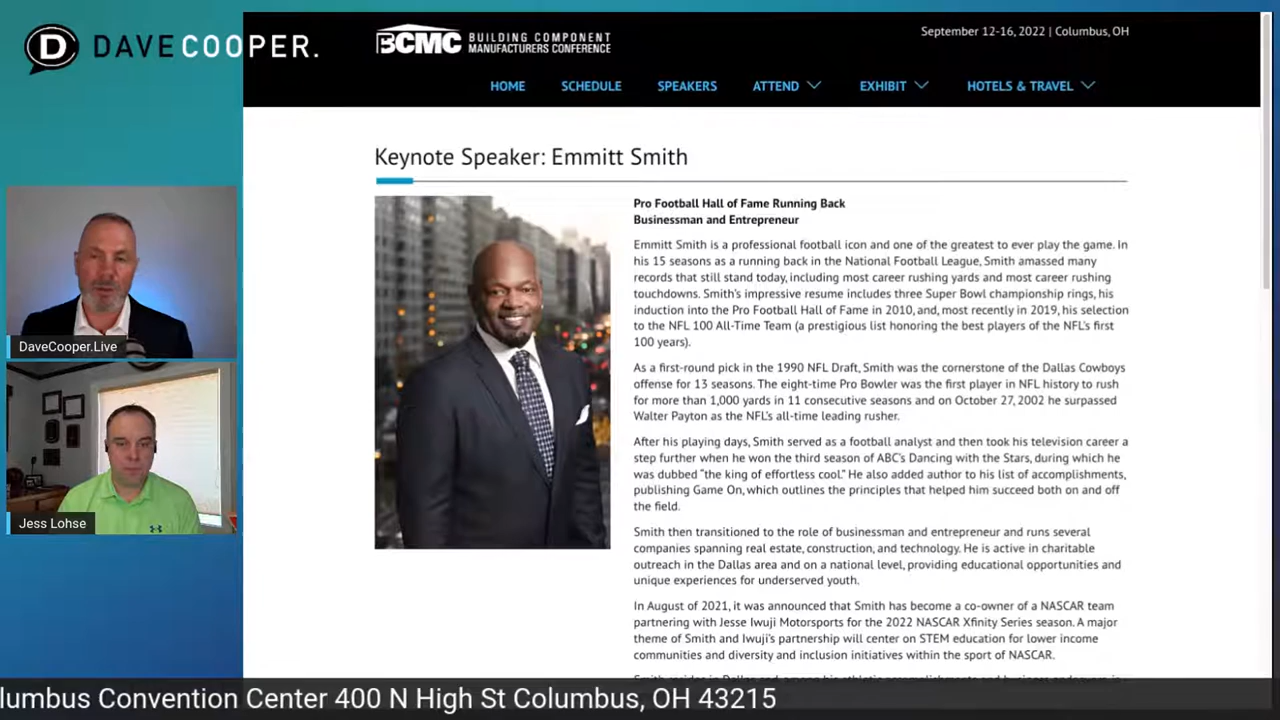 D DAVECOOPER.
BCMC BUILDING COMPONENT
MANUFACTURERS CONFERENCE
September 12-16, 2022 | Columbus, OH
HOME SCHEDULE SPEAKERS ATTEND EXHIBIT HOTELS & TRAVEL
Keynote Speaker: Emmitt Smith
Pro Football Hall of Fame Running Back
Businessman and Entrepreneur
Emmitt Smith is a professional football icon and one of the greatest to ever play the game. In
his 15 seasons as a running back in the National Football League, Smith amassed many
records that still stand today, including most career rushing yards and most career rushing
touchdowns. Smith's impressive resume includes three Super Bowl championship rings, his
induction into the Pro Football Hall of Fame in 2010, and, most recently in 2019, his selection
to the NFL 100 All-Time Team (a prestigious list honoring the best players of the NFL's first
100 years).
As a first-round pick in the 1990 NFL Draft, Smith was the cornerstone of the Dallas Cowboys
offense for 13 seasons. The eight-time Pro Bowler was the first player in NFL history to rush
for more than 1,000 yards in 11 consecutive seasons and on October 27, 2002 he surpassed
Walter Payton as the NFL's all-time leading rusher.
After his playing days, Smith served as a football analyst and then took his television career a
step further when he won the third season of ABC's Dancing with the Stars, during which he
was dubbed "the king of effortless cool." He also added author to his list of accomplishments,
publishing Game On, which outlines the principles that helped him succeed both on and off
the field.
Smith then transitioned to the role of businessman and entrepreneur and runs several
companies spanning real estate, construction, and technology. He is active in charitable
outreach in the Dallas area and on a national level, providing educational opportunities and
unique experiences for underserved youth.
In August of 2021, it was announced that Smith has become a co-owner of a NASCAR team
partnering with Jesse Iwuji Motorsports for the 2022 NASCAR Xfinity Series season. A major
theme of Smith and Iwuji's partnership will center on STEM education for lower income
communities and diversity and inclusion initiatives within the sport of NASCAR.
DaveCooper.Live
Jess Lohse
lumbus Convention Center 400 N High St Columbus, OH 43215